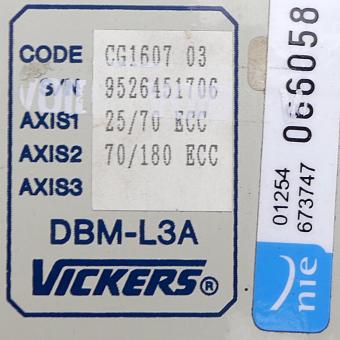 CODE CG1607 03
S/N 9526451706
AXIS1 25/70 ECC
AXIS2 70/180 ECC
AXIS3
DBM-L3A
VICKERS®
066058
01254
673747
nie